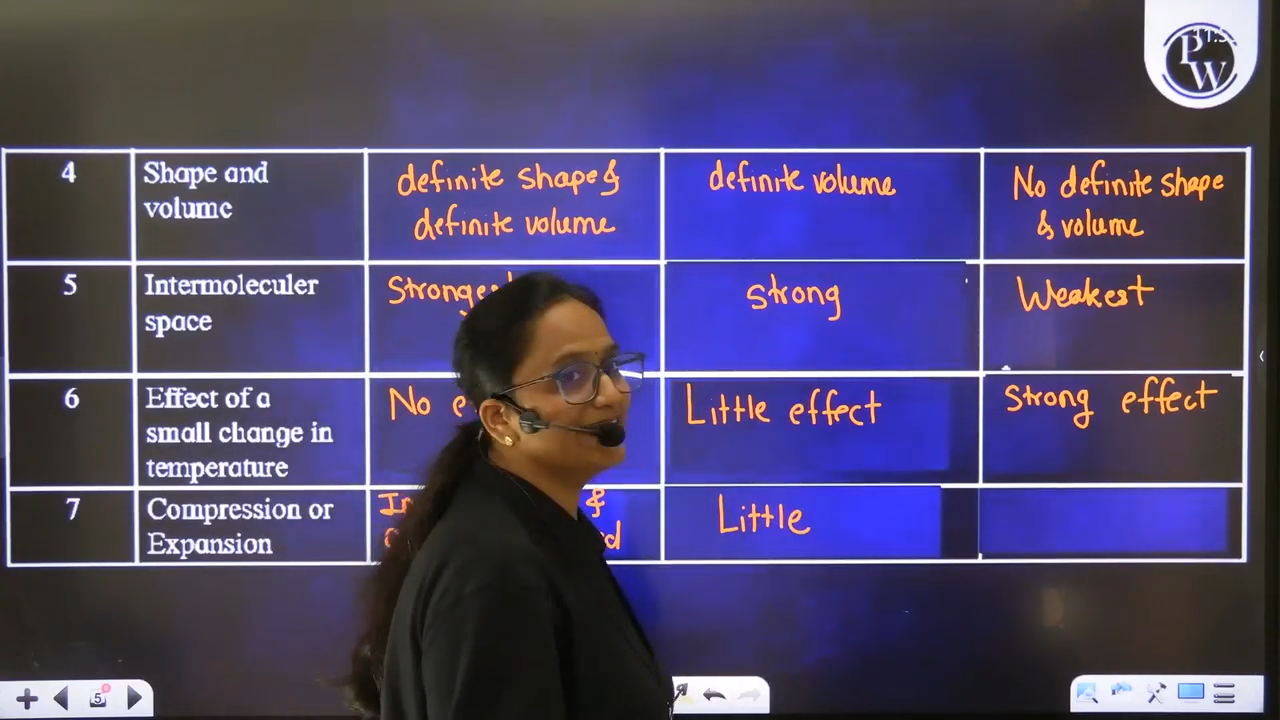 PW
4
Shape and
volume
definite shape &
definite volume
definite volume
No definite shape
& volume
5
Intermoleculer
space
strong
Weakest
6
Effect of a
small change in
temperature
No
Little effect
Strong effect
7
Compression or
Expansion
&
Little
5